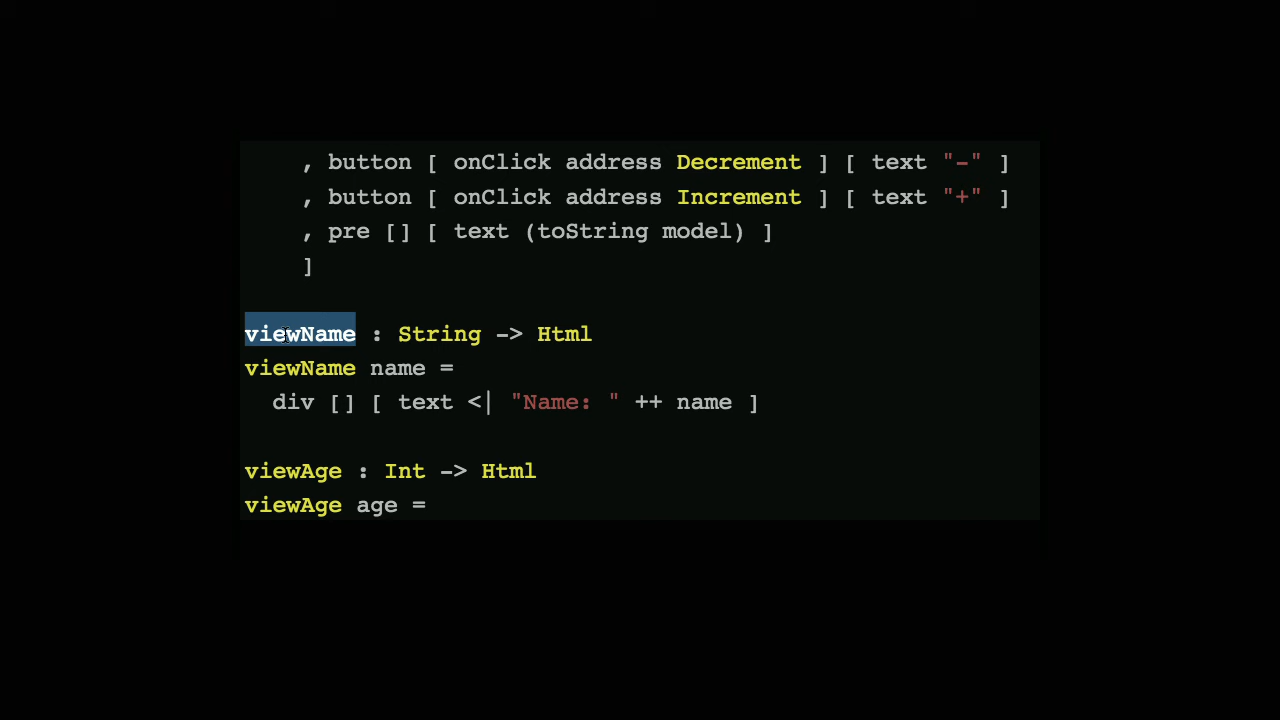 , button [ onClick address Decrement ] [ text "-" ]
, button [ onClick address Increment ] [ text "+" ]
, pre [] [ text (toString model) ]
]
viewName : String -> Html
viewName name =
div [] [ text <| "Name: " ++ name ]
viewAge : Int -> Html
viewAge age =